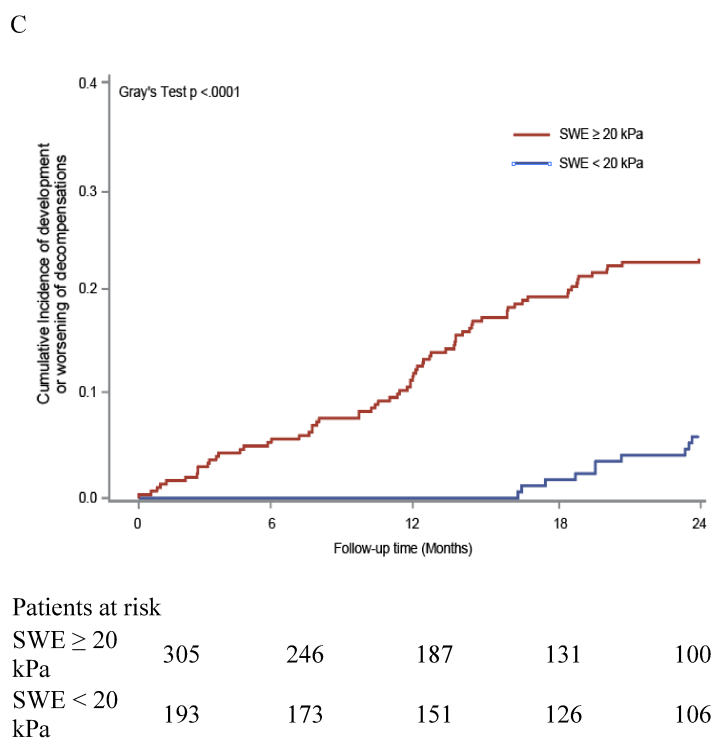 C
0.4
Gray's Test p <.0001
SWE ≥ 20 kPa
SWE < 20 kPa
0.3
0.2
0.1
0.0
Cumulative Incidence of development
or worsening of decompensations
0 6 12 18 24
Follow-up time (Months)
Patients at risk
SWE ≥ 20
kPa
305 246 187 131 100
SWE < 20
kPa
193 173 151 126 106